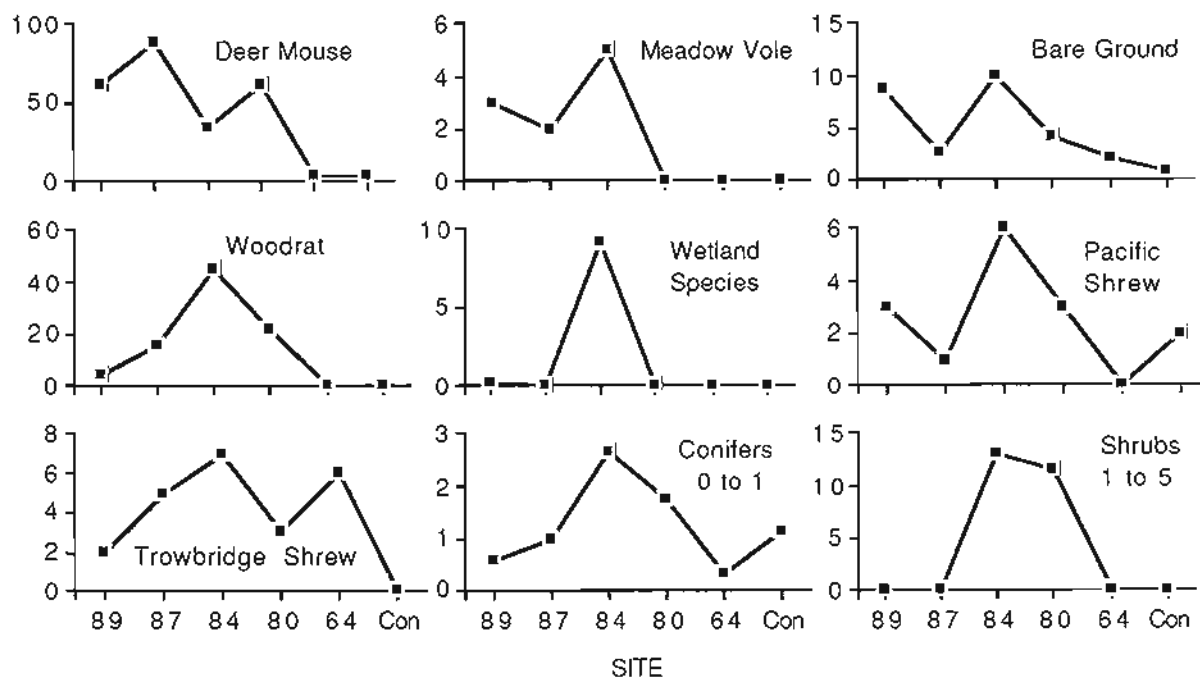 100
50
0
Deer Mouse
6
4
2
0
Meadow Vole
15
10
5
0
Bare Ground
60
40
20
0
Woodrat
10
5
0
Wetland
Species
6
4
2
0
Pacific
Shrew
8
6
4
2
0
Trowbridge Shrew
89 87 84 80 64 Con
3
2
1
0
Conifers
0 to 1
89 87 84 80 64 Con
15
10
5
0
Shrubs
1 to 5
89 87 84 80 64 Con
SITE